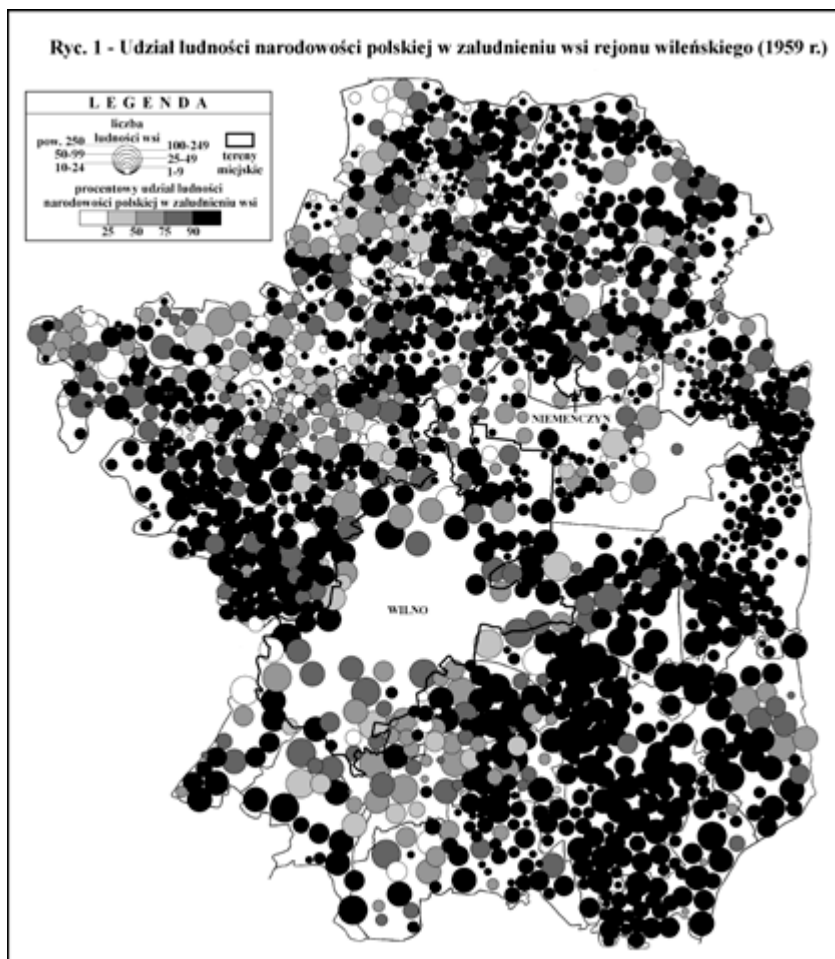 Ryc. 1 - Udział ludności narodowości polskiej w zaludnieniu wsi rejonu wileńskiego (1959 r.)
L E G E N D A
liczba
ludności wsi
pow. 250
50-99
10-24
100-249
25-49
1-9
tereny
miejskie
procentowy udział ludności
narodowości polskiej w zaludnieniu wsi
25 50 75 90
NIEMENCZYN
WILNO